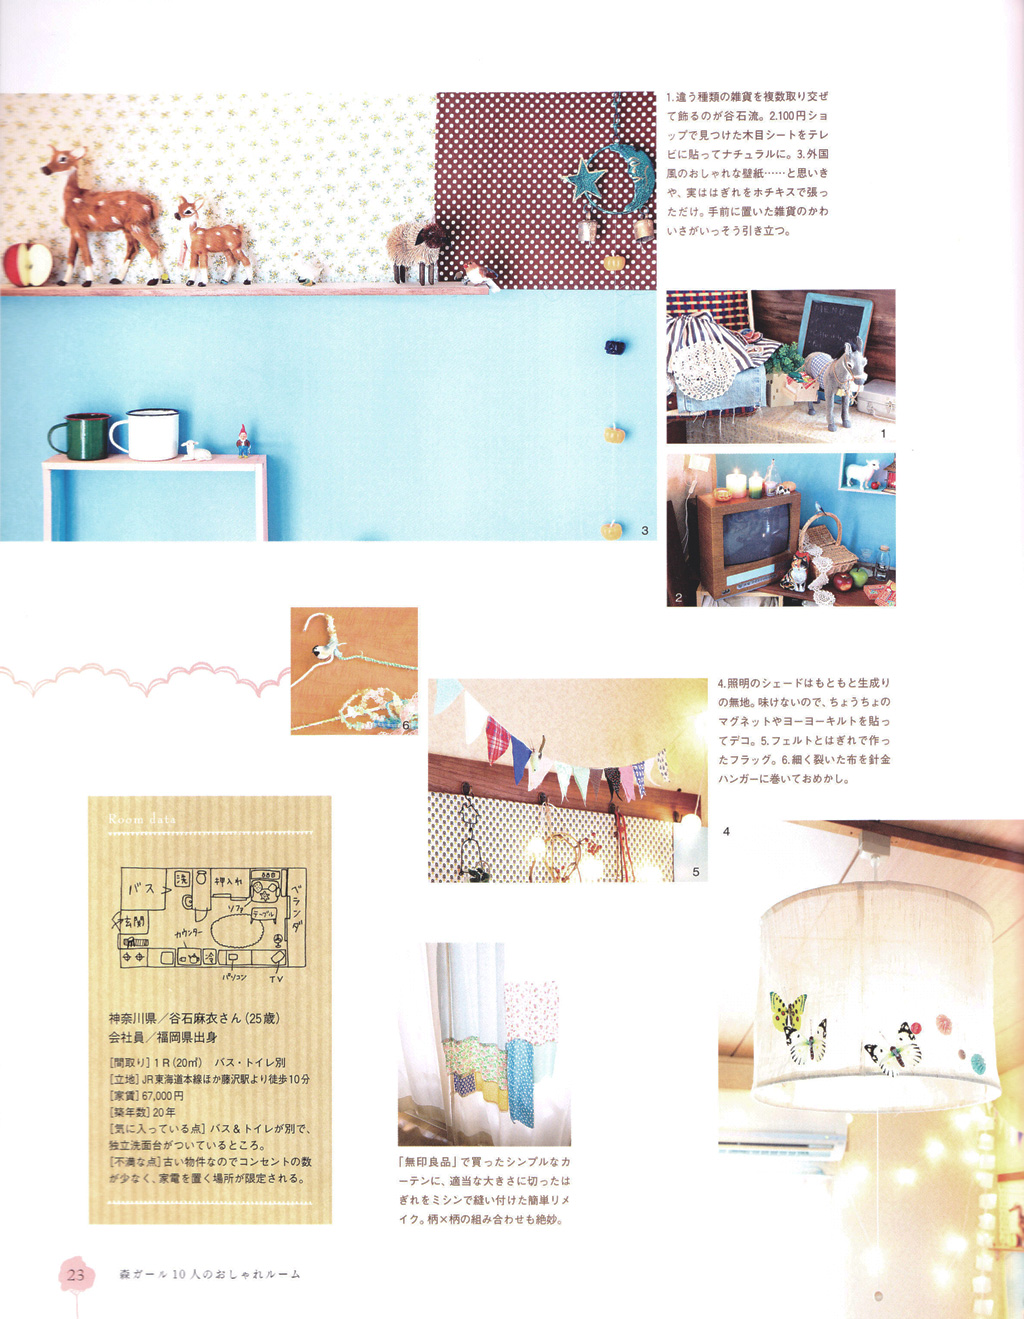 1.違う種類の雑貨を複数取り交ぜ
て飾るのが谷石流。2.100円ショ
ップで見つけた木目シートをテレ
ビに貼ってナチュラルに。3.外国
風のおしゃれな壁紙……と思いき
や、実ははぎれをホチキスで張っ
ただけ。手前に置いた雑貨のかわ
いさがいっそう引き立つ。
MENU
1
3
2
6
4.照明のシェードはもともと生成り
の無地。味けないので、ちょうちょの
マグネットやヨーヨーキルトを貼っ
てデコ。5.フェルトとはぎれで作っ
たフラッグ。6.細く裂いた布を針金
ハンガーに巻いておめかし。
5
4
Room data
バス
洗
押入れ
ベランダ
ソファ
テーブル
玄関
カウンター
冷
パソコン
TV
神奈川県／谷石麻衣さん（25歳）
会社員／福岡県出身
［間取り］1R（20㎡）　バス・トイレ別
［立地］JR東海道本線ほか藤沢駅より徒歩10分
［家賃］67,000円
［築年数］20年
［気に入っている点］バス＆トイレが別で、
独立洗面台がついているところ。
［不満な点］古い物件なのでコンセントの数
が少なく、家電を置く場所が限定される。
「無印良品」で買ったシンプルなカ
ーテンに、適当な大きさに切ったは
ぎれをミシンで縫い付けた簡単リメ
イク。柄×柄の組み合わせも絶妙。
23
森ガール10人のおしゃれルーム